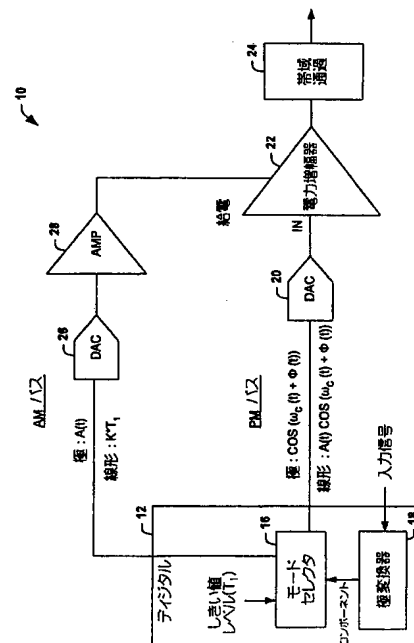 10
24
帯域
通過
22
電力増幅器
給電
IN
28
AMP
20
DAC
26
DAC
AM パス
PM パス
極 : A(t)
線形 : K*T₁
極 : COS (ωc (t) + Φ (t))
線形 : A(t) COS (ωc (t) + Φ (t))
12
ディジタル
16
モード
セレクタ
しきい値
レベル(T₁)
コンポーネント
極変換器
18
入力信号